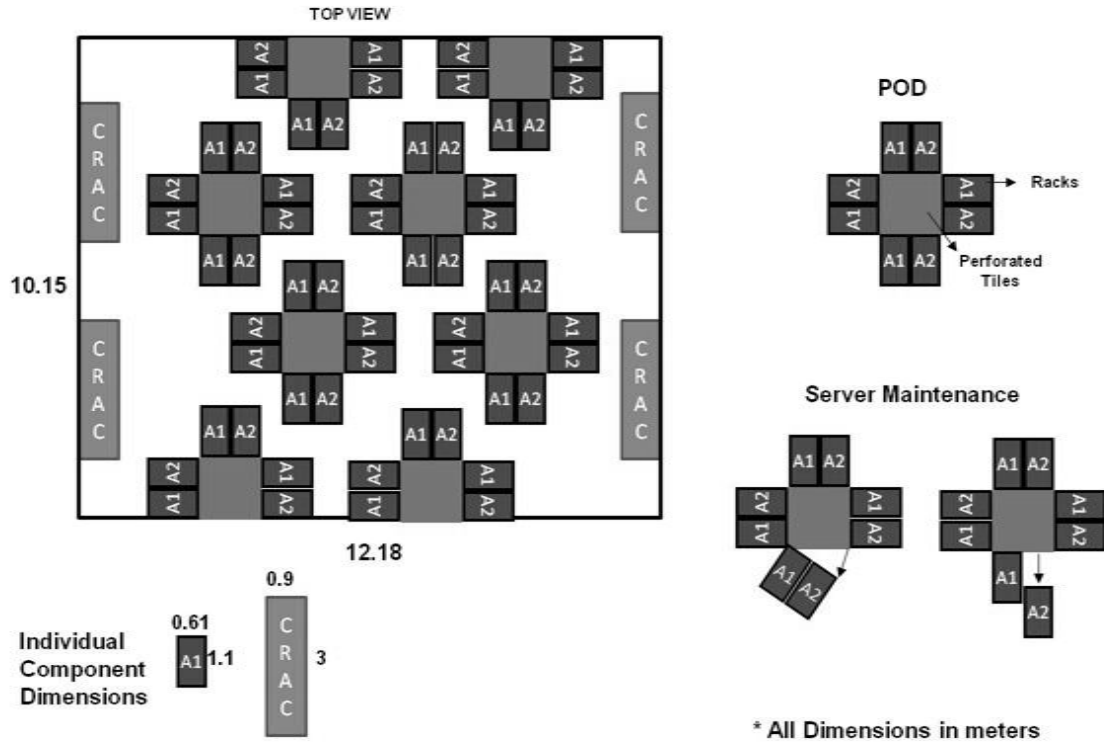 TOP VIEW
A2 A1 A2 A1
A1 A2 A1 A2
A1 A2 A1 A2
CRAC CRAC
A1 A2 A1 A2
A2 A1 A2 A1
A1 A2 A1 A2
A1 A2 A1 A2
10.15
A1 A2 A1 A2
A2 A1 A2 A1
A1 A2 A1 A2
CRAC CRAC
A1 A2 A1 A2
A1 A2 A1 A2
A2 A1 A2 A1
A1 A2 A1 A2
12.18
POD
A1 A2
A2 A1
Racks
A1 A2
Perforated
Tiles
A1 A2
Server Maintenance
A1 A2
A2 A1
A1 A2
A1 A2
A1 A2
A2 A1
A1 A2
A1
A2
Individual
Component
Dimensions
0.61
A1
1.1
0.9
CRAC
3
* All Dimensions in meters